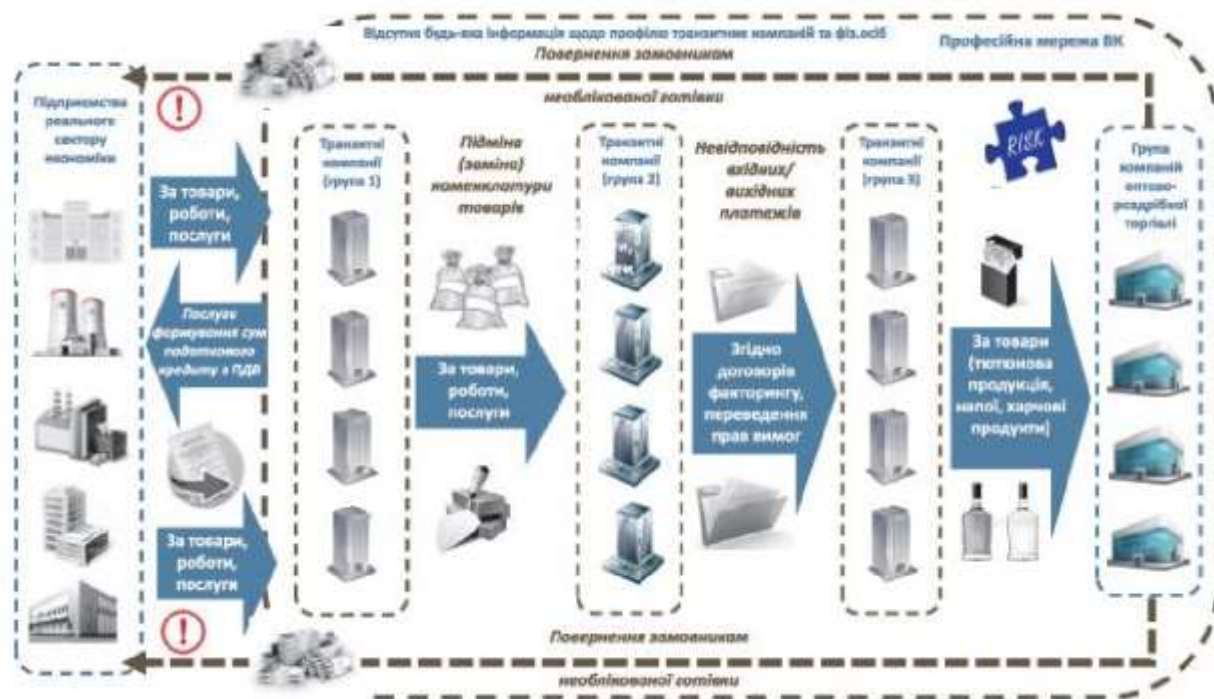 Відсутня будь-яка інформація щодо профілю транзитних компаній та фіз.осіб
Професійна мережа ВК
Повернення замовникам
необлікованої готівки
Підприємства
реального
сектору
економіки
За товари,
роботи,
послуги
Послуги
формування сум
податкового
кредиту з ПДВ
За товари,
роботи,
послуги
Транзитні
компанії
(група 1)
Підміна
(заміна)
номенклатури
товарів
За товари,
роботи,
послуги
Транзитні
компанії
(група 2)
Невідповідність
вхідних/
вихідних
платежів
Згідно
договорів
факторингу,
переведення
прав вимог
Транзитні
компанії
(група 3)
RISK
За товари
(тютюнова
продукція,
напої, харчові
продукти)
Група
компаній
оптово-
роздрібної
торгівлі
Повернення замовникам
необлікованої готівки